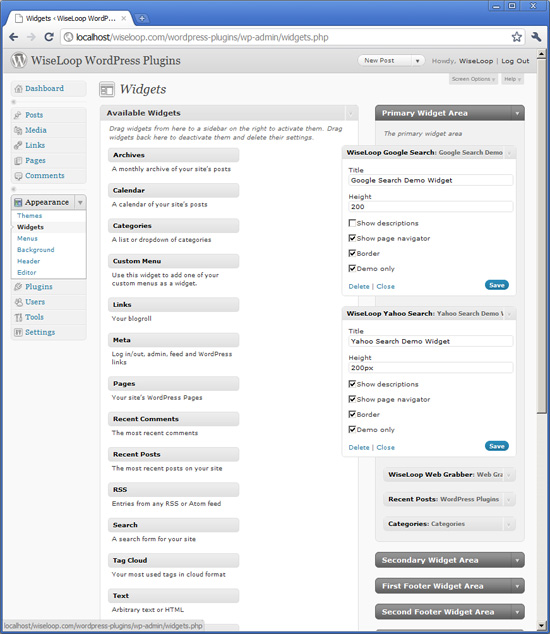 Widgets ‹ WiseLoop WordP...
localhost/wiseloop.com/wordpress-plugins/wp-admin/widgets.php
WiseLoop WordPress Plugins
New Post
Howdy, WiseLoop | Log Out
Screen Options
Help
Dashboard
Posts
Media
Links
Pages
Comments
Appearance
Themes
Widgets
Menus
Background
Header
Editor
Plugins
Users
Tools
Settings
Widgets
Available Widgets
Drag widgets from here to a sidebar on the right to activate them. Drag
widgets back here to deactivate them and delete their settings.
Archives
A monthly archive of your site's posts
Calendar
A calendar of your site's posts
Categories
A list or dropdown of categories
Custom Menu
Use this widget to add one of your
custom menus as a widget.
Links
Your blogroll
Meta
Log in/out, admin, feed and WordPress
links
Pages
Your site's WordPress Pages
Recent Comments
The most recent comments
Recent Posts
The most recent posts on your site
RSS
Entries from any RSS or Atom feed
Search
A search form for your site
Tag Cloud
Your most used tags in cloud format
Text
Arbitrary text or HTML
Primary Widget Area
The primary widget area
WiseLoop Google Search: Google Search Demo
Title
Google Search Demo Widget
Height
200
Show descriptions
Show page navigator
Border
Demo only
Delete | Close
Save
WiseLoop Yahoo Search: Yahoo Search Demo W
Title
Yahoo Search Demo Widget
Height
200px
Show descriptions
Show page navigator
Border
Demo only
Delete | Close
Save
WiseLoop Web Grabber: Web Gra
Recent Posts: WordPress Plugins
Categories: Categories
Secondary Widget Area
First Footer Widget Area
Second Footer Widget Area
localhost/wiseloop.com/wordpress-plugins/wp-admin/widgets.php